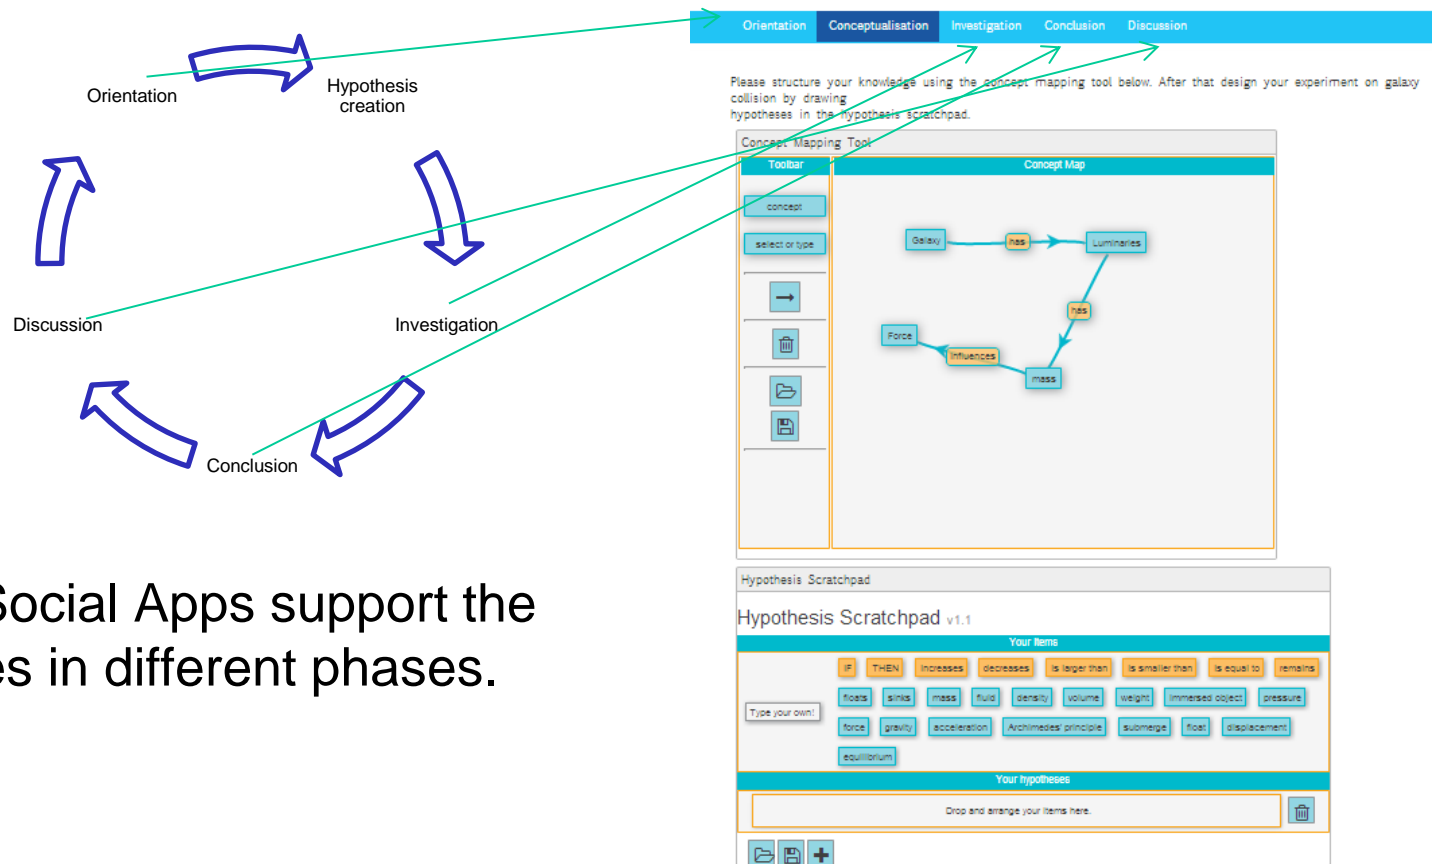 Orientation
Hypothesis
creation
Investigation
Conclusion
Discussion
Social Apps support the
es in different phases.
Orientation Conceptualisation Investigation Conclusion Discussion
Please structure your knowledge using the concept mapping tool below. After that design your experiment on galaxy
collision by drawing
hypotheses in the hypothesis scratchpad.
Concept Mapping Tool
Toolbar
concept
select or type
Concept Map
Galaxy has Luminaries
has
Force
Influences
mass
Hypothesis Scratchpad
Hypothesis Scratchpad v1.1
Your Items
Type your own!
IF THEN increases decreases is larger than is smaller than is equal to remains
floats sinks mass fluid density volume weight immersed object pressure
force gravity acceleration Archimedes' principle submerge float displacement
equilibrium
Your hypotheses
Drop and arrange your items here.